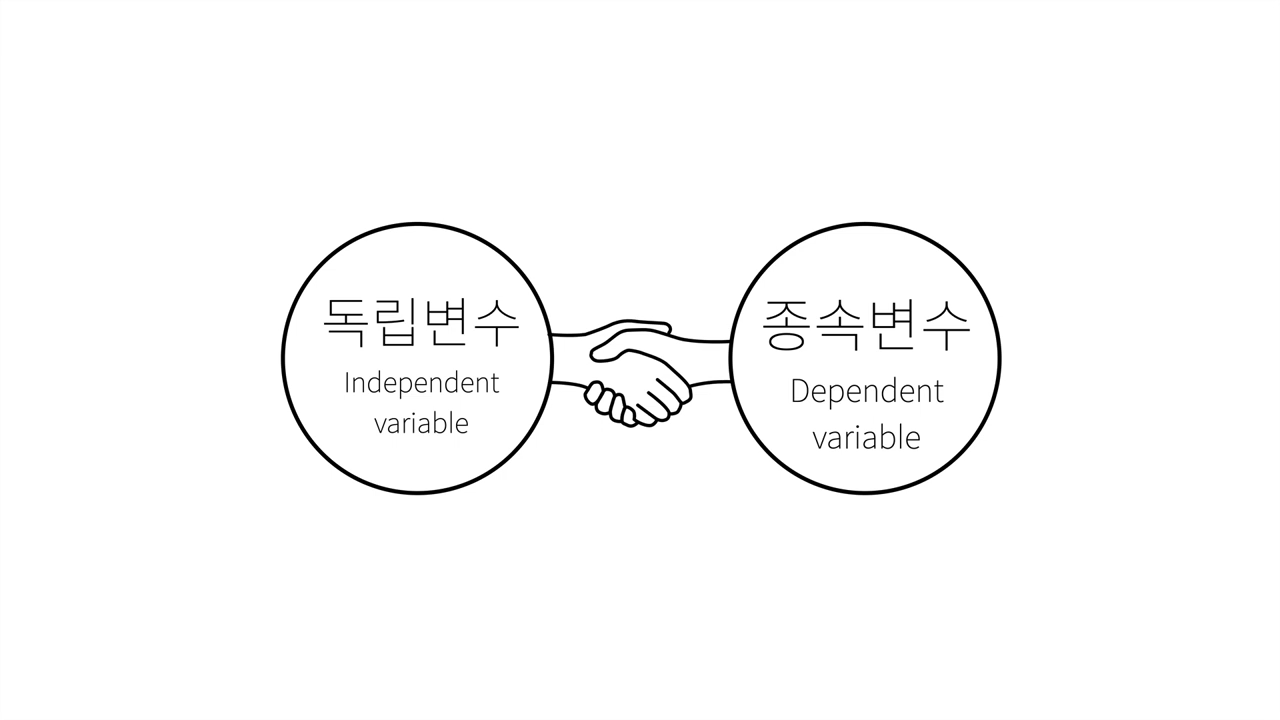 독립변수
Independent
variable
종속변수
Dependent
variable